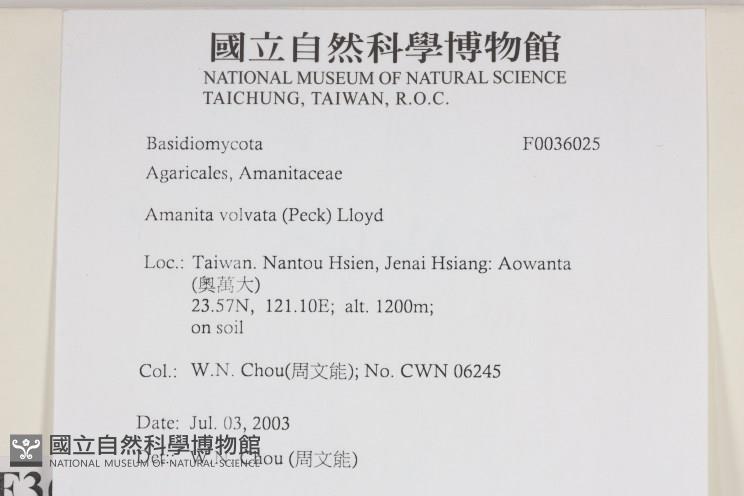 國立自然科學博物館
NATIONAL MUSEUM OF NATURAL SCIENCE
TAICHUNG, TAIWAN, R.O.C.
Basidiomycota F0036025
Agaricales, Amanitaceae
Amanita volvata (Peck) Lloyd
Loc.: Taiwan. Nantou Hsien, Jenai Hsiang: Aowanta
(奧萬大)
23.57N, 121.10E; alt. 1200m;
on soil
Col.: W.N. Chou(周文能); No. CWN 06245
Date: Jul. 03, 2003
國立自然科學博物館
NATIONAL MUSEUM OF NATURAL SCIENCE
Det.: W.N. Chou (周文能)